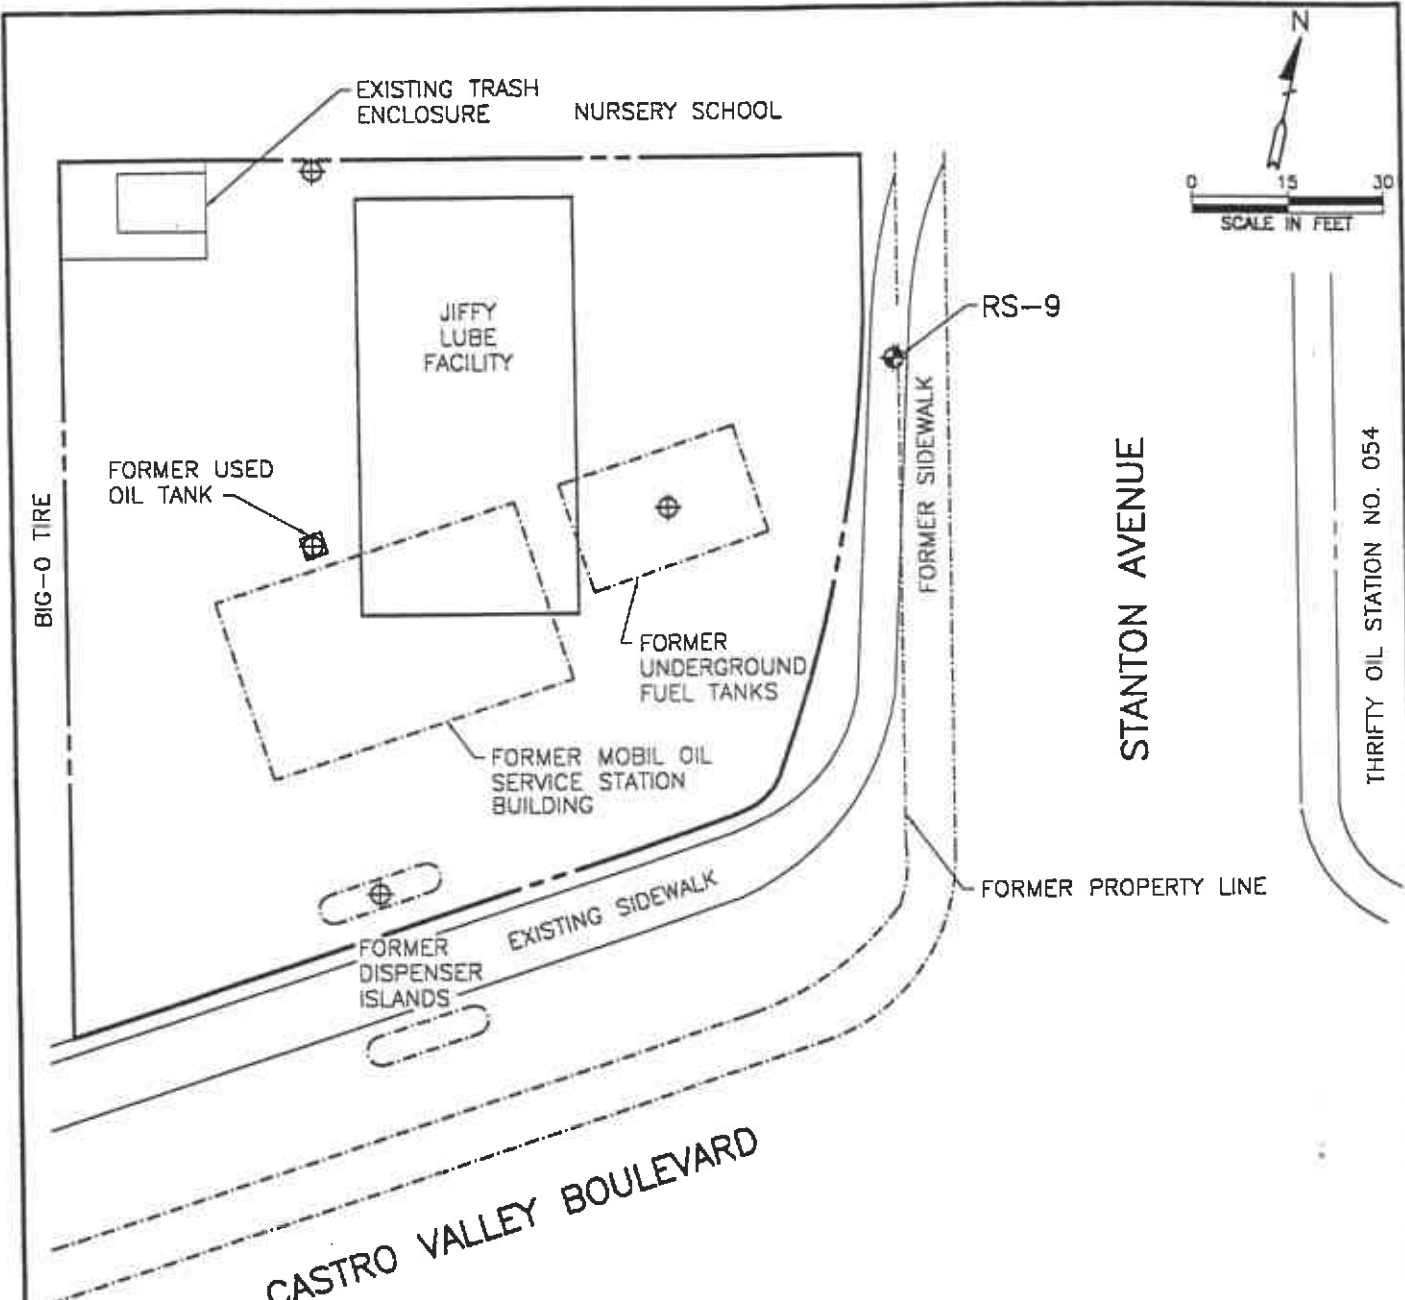 N
EXISTING TRASH
ENCLOSURE
NURSERY SCHOOL
0 15 30
SCALE IN FEET
RS-9
JIFFY
LUBE
FACILITY
FORMER SIDEWALK
STANTON AVENUE
THRIFTY OIL STATION NO. 054
FORMER USED
OIL TANK
BIG-O TIRE
FORMER
UNDERGROUND
FUEL TANKS
FORMER MOBIL OIL
SERVICE STATION
BUILDING
FORMER PROPERTY LINE
EXISTING SIDEWALK
FORMER
DISPENSER
ISLANDS
CASTRO VALLEY BOULEVARD